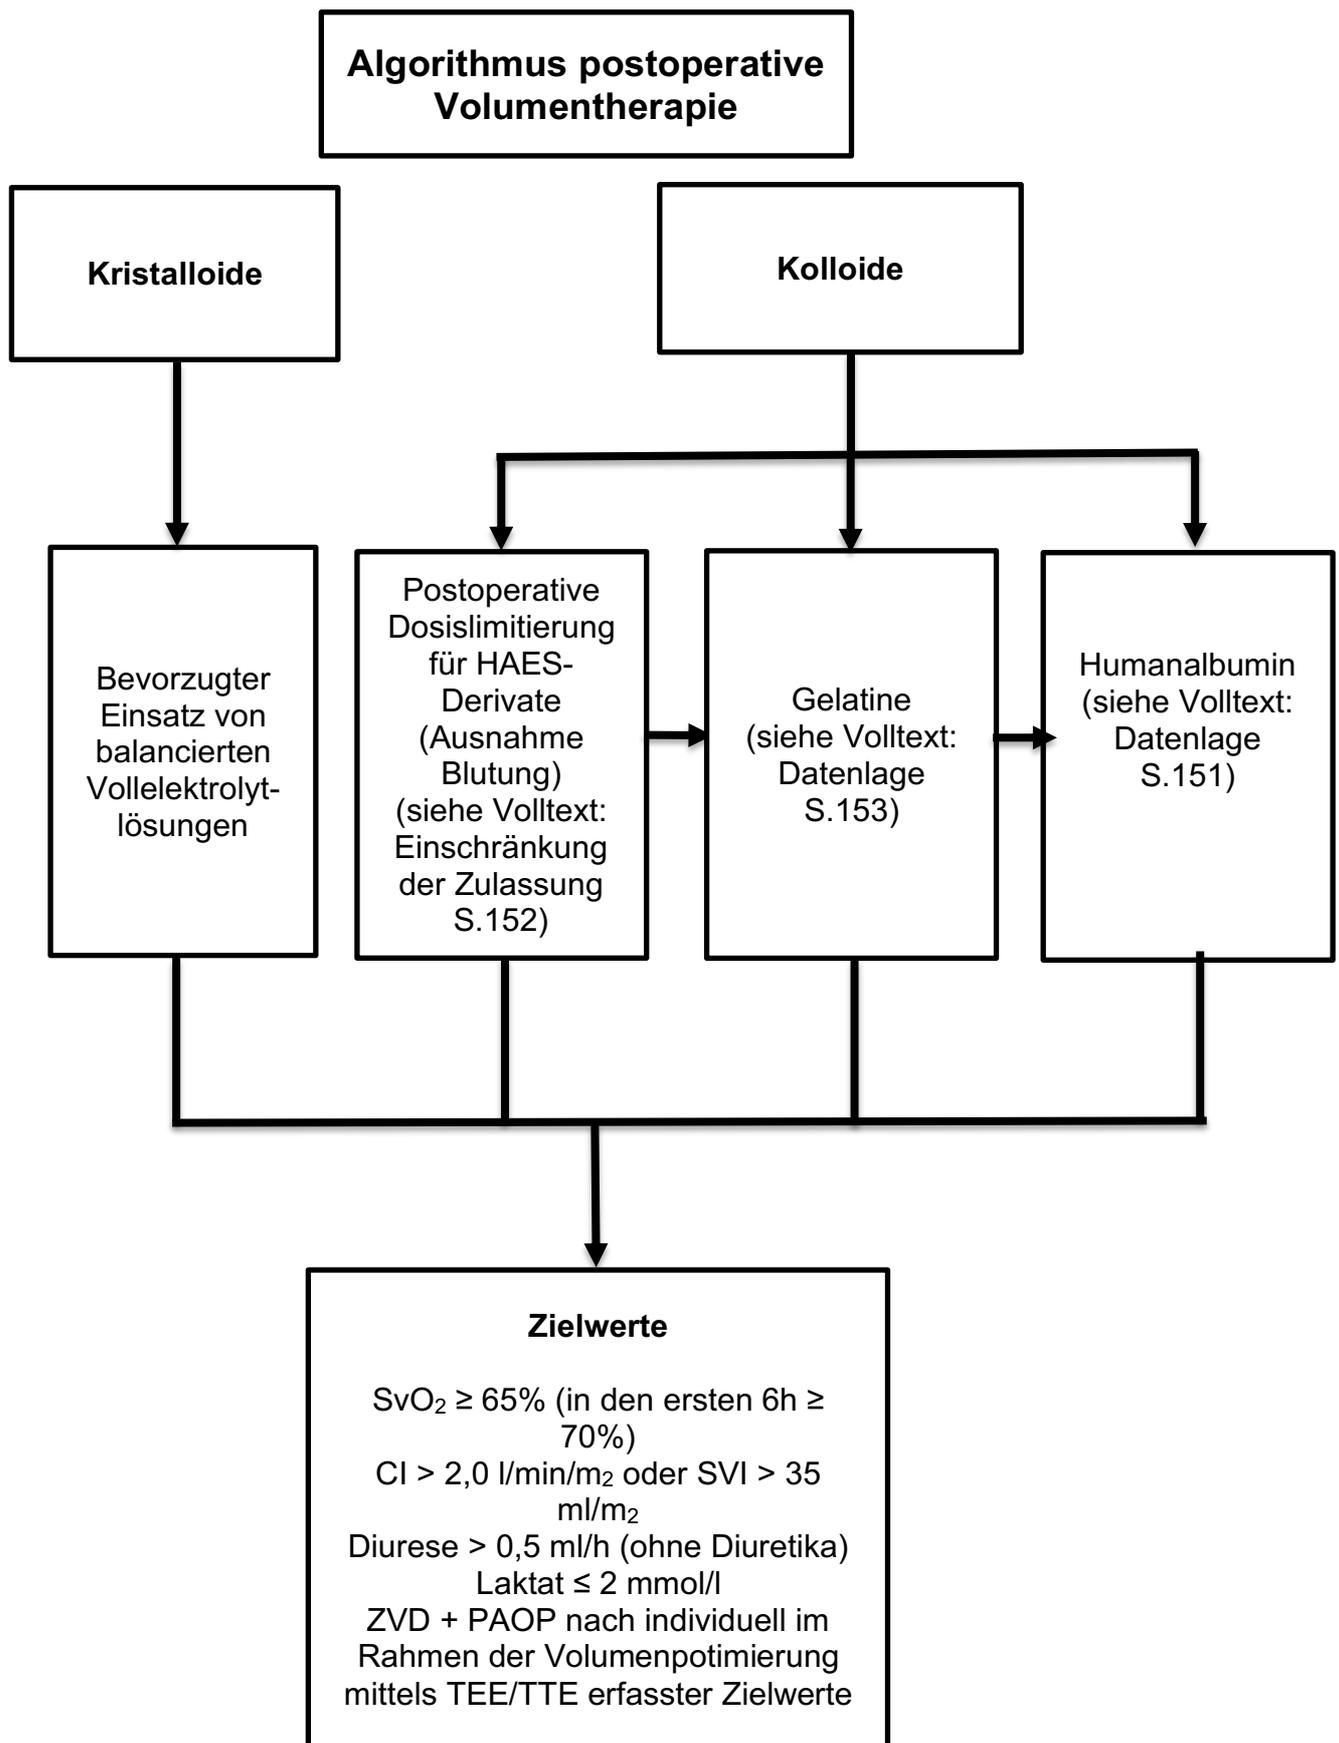 Algorithmus postoperative
Volumentherapie
Kristalloide
Kolloide
Bevorzugter
Einsatz von
balancierten
Vollelektrolyt-
lösungen
Postoperative
Dosislimitierung
für HAES-
Derivate
(Ausnahme
Blutung)
(siehe Volltext:
Einschränkung
der Zulassung
S.152)
Gelatine
(siehe Volltext:
Datenlage
S.153)
Humanalbumin
(siehe Volltext:
Datenlage
S.151)
Zielwerte
SvO₂ ≥ 65% (in den ersten 6h ≥
70%)
CI > 2,0 l/min/m₂ oder SVI > 35
ml/m₂
Diurese > 0,5 ml/h (ohne Diuretika)
Laktat ≤ 2 mmol/l
ZVD + PAOP nach individuell im
Rahmen der Volumenpotimierung
mittels TEE/TTE erfasster Zielwerte